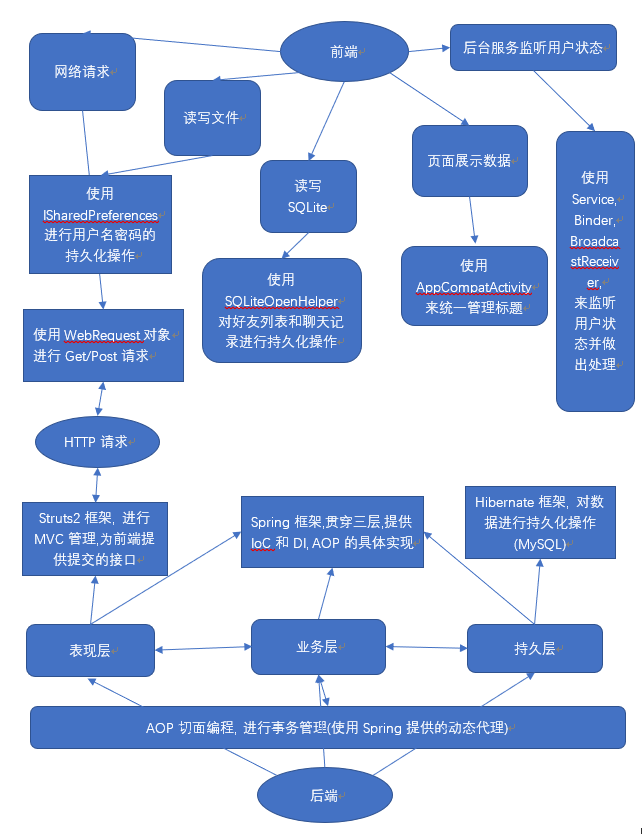 前端
后台服务监听用户状态
网络请求
读写文件
页面展示数据
读写
SQLite
使用
ISharedPreferences
进行用户名密码的
持久化操作
使用
Service,
Binder,
Broadca
stReceiv
er,
来监听
用户状
态并做
出处理
使用
SQLiteOpenHelper
对好友列表和聊天记
录进行持久化操作
使用
AppCompatActivity
来统一管理标题
使用 WebRequest 对象
进行 Get/Post 请求
HTTP 请求
Struts2 框架, 进行
MVC 管理,为前端提
供提交的接口
Spring 框架,贯穿三层,提供
IoC 和 DI, AOP 的具体实现
Hibernate 框架, 对数
据进行持久化操作
(MySQL)
表现层
业务层
持久层
AOP 切面编程, 进行事务管理(使用 Spring 提供的动态代理)
后端